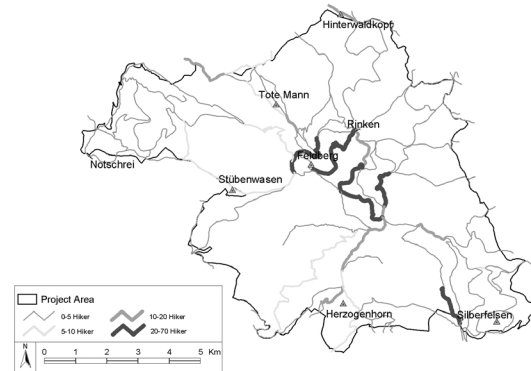 Hinterwaldkopf
Tote Mann
Rinken
Feldberg
Notschrei
Stübenwasen
Herzogenhorn
Silberfelsen
Project Area
0-5 Hiker
10-20 Hiker
5-10 Hiker
20-70 Hiker
N
0 1 2 3 4 5 Km